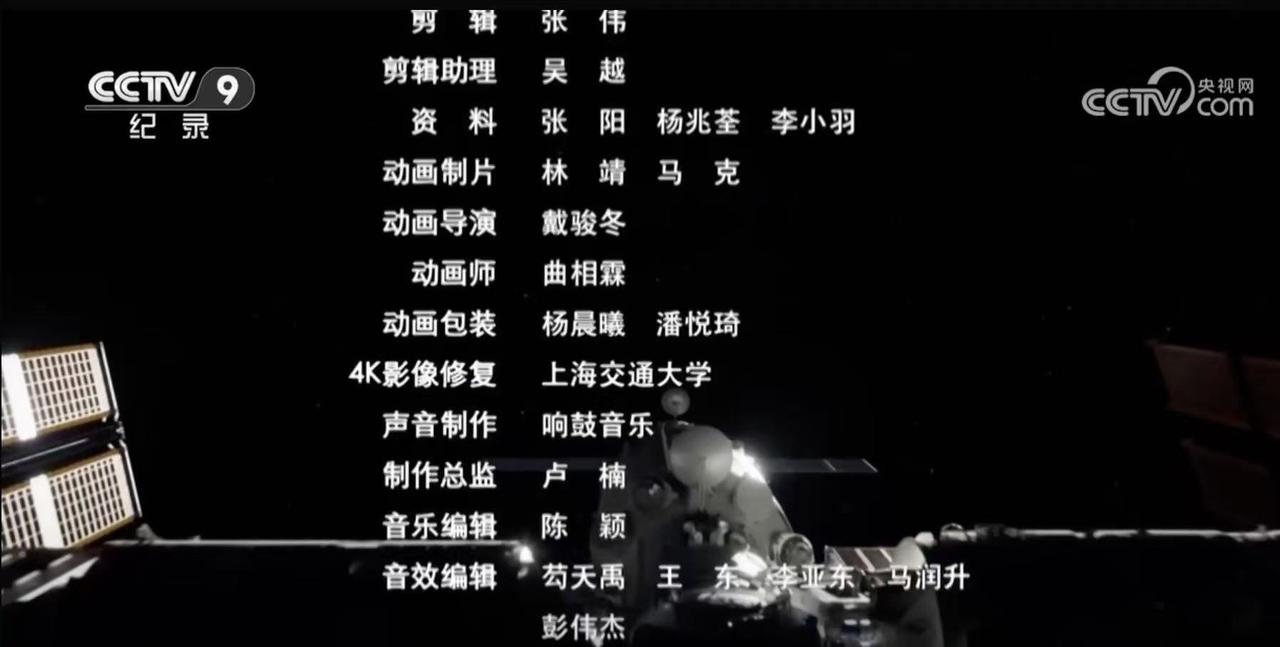 剪 辑 张 伟
CCTV 9
纪 录
央视网
CCTV.com
剪辑助理 吴 越
资 料 张 阳 杨兆荃 李小羽
动画制片 林 靖 马 克
动画导演 戴骏冬
动画师 曲相霖
动画包装 杨晨曦 潘悦琦
4K影像修复 上海交通大学
声音制作 响鼓音乐
制作总监 卢 楠
音乐编辑 陈 颖
音效编辑 芶天禹 王 东 李亚东 马润升
彭伟杰